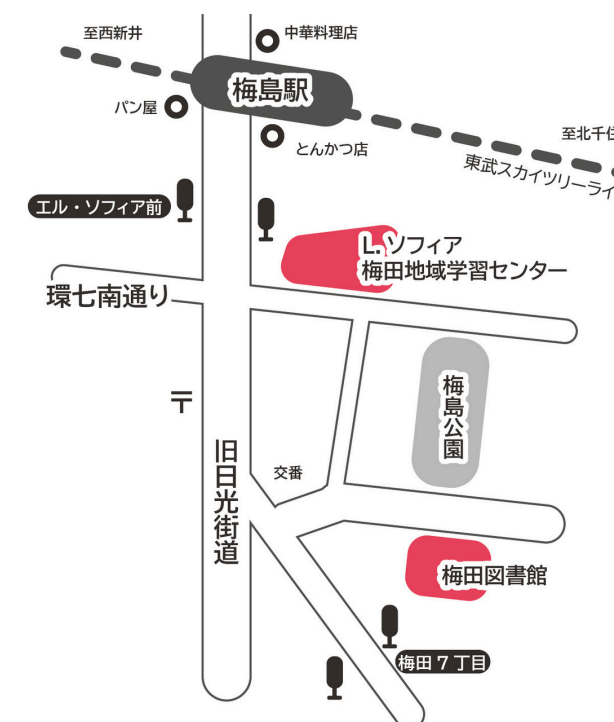 至西新井
中華料理店
梅島駅
パン屋
とんかつ店
至北千住
東武スカイツリーライ
エル・ソフィア前
L. ソフィア
梅田地域学習センター
環七南通り
梅島公園
〒
旧日光街道
交番
梅田図書館
梅田7丁目